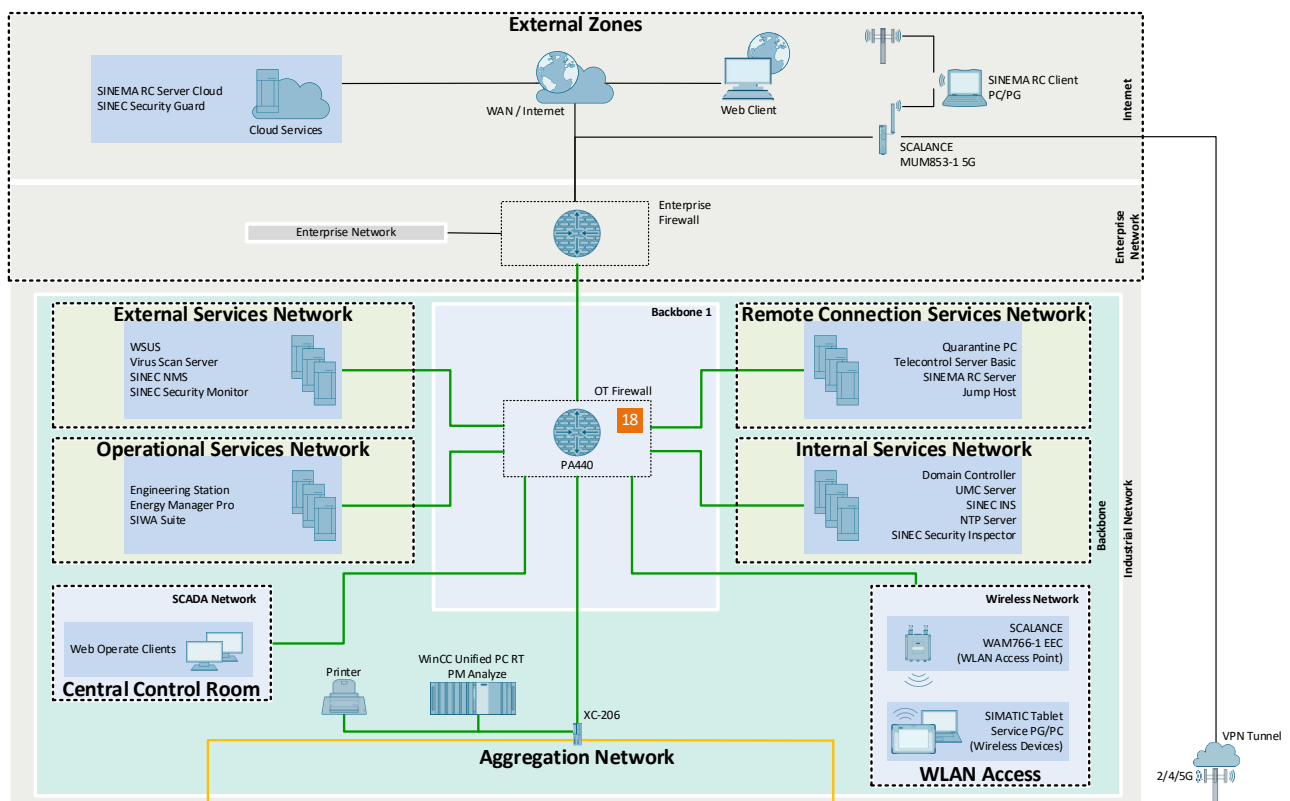 External Zones
SINEMA RC Server Cloud
SINEC Security Guard
Cloud Services
WAN / Internet
Web Client
SINEMA RC Client
PC/PG
SCALANCE
MUM853-1 5G
Internet
Enterprise
Firewall
Enterprise Network
Enterprise
Network
External Services Network
WSUS
Virus Scan Server
SINEC NMS
SINEC Security Monitor
Backbone 1
Remote Connection Services Network
Quarantine PC
Telecontrol Server Basic
SINEMA RC Server
Jump Host
OT Firewall
18
PA440
Operational Services Network
Engineering Station
Energy Manager Pro
SIWA Suite
Internal Services Network
Domain Controller
UMC Server
SINEC INS
NTP Server
SINEC Security Inspector
Backbone
Industrial Network
SCADA Network
Web Operate Clients
Central Control Room
Printer
WinCC Unified PC RT
PM Analyze
XC-206
Aggregation Network
Wireless Network
SCALANCE
WAM766-1 EEC
(WLAN Access Point)
SIMATIC Tablet
Service PG/PC
(Wireless Devices)
WLAN Access
VPN Tunnel
2/4/5G